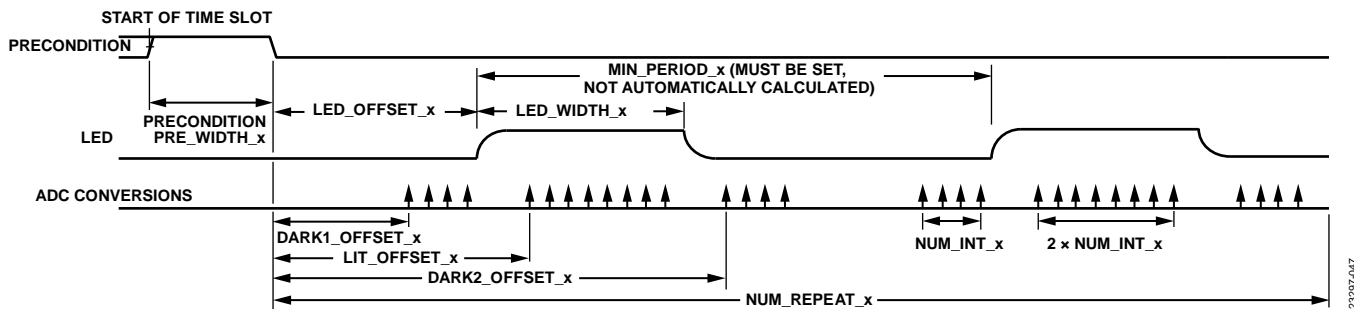 START OF TIME SLOT
PRECONDITION
MIN_PERIOD_x (MUST BE SET,
NOT AUTOMATICALLY CALCULATED)
LED_OFFSET_x
LED_WIDTH_x
PRECONDITION
PRE_WIDTH_x
LED
ADC CONVERSIONS
DARK1_OFFSET_x
NUM_INT_x
2 × NUM_INT_x
LIT_OFFSET_x
DARK2_OFFSET_x
NUM_REPEAT_x
23297-047